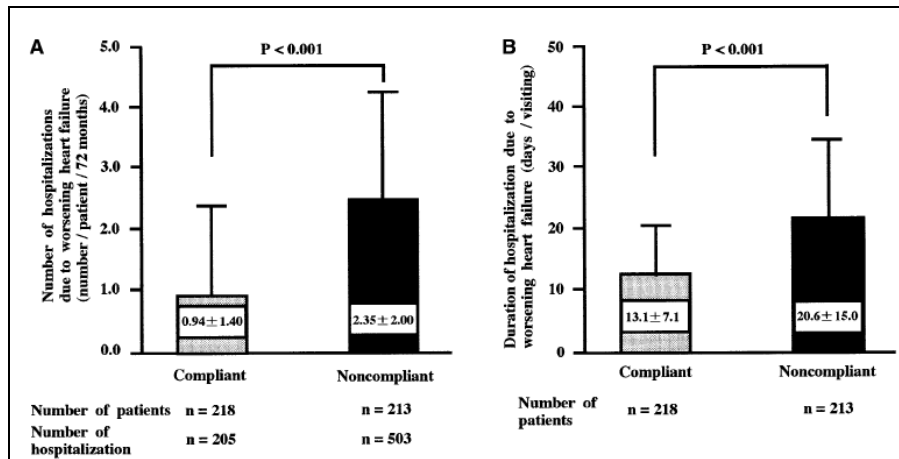 A
P < 0.001
Number of hospitalizations
due to worsening heart failure
(number / patient / 72 months)
5.0
4.0
3.0
2.0
1.0
0.0
0.94±1.40
2.35±2.00
Compliant
Noncompliant
Number of patients n = 218 n = 213
Number of
hospitalization n = 205 n = 503
B
P < 0.001
Duration of hospitalization due to
worsening heart failure (days / visiting)
50
40
30
20
10
0
13.1±7.1
20.6±15.0
Compliant
Noncompliant
Number of
patients n = 218 n = 213